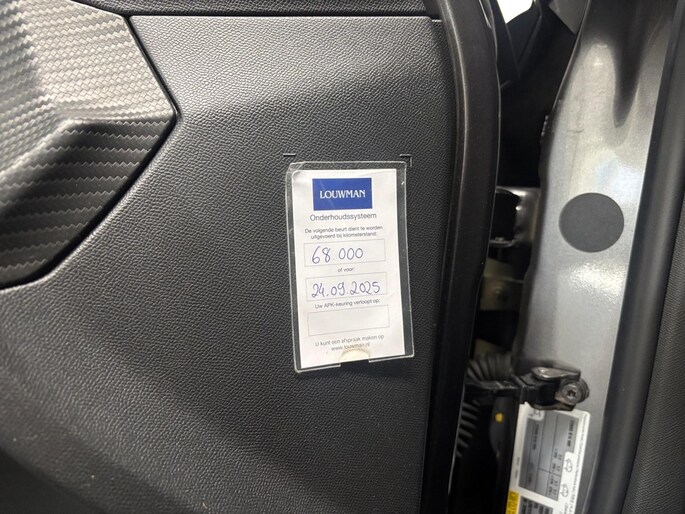 LOUWMAN
Onderhoudssysteem
De volgende beurt dient te worden
uitgevoerd bij kilometerstand:
68.000
of voor:
24.09.2025
Uw APK-keuring verloopt op:
U kunt een afspraak maken op
www.louwman.nl